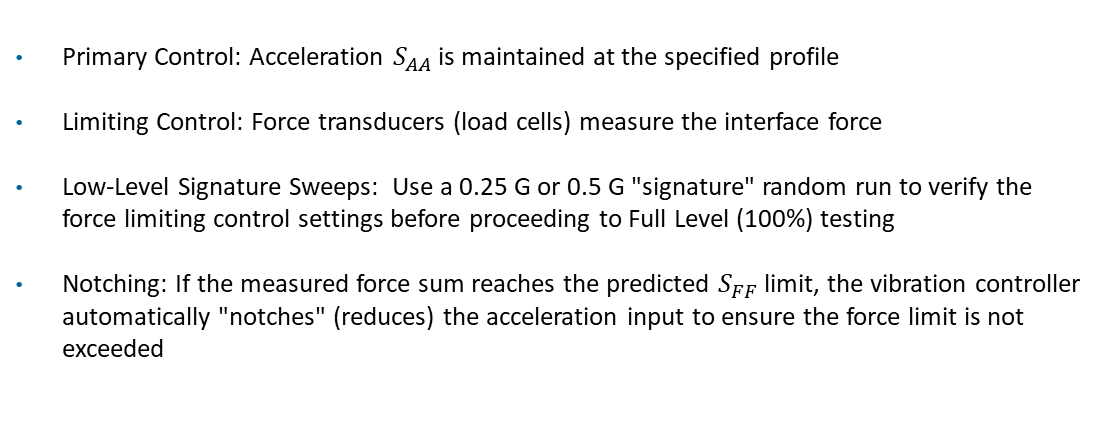 • Primary Control: Acceleration S_AA is maintained at the specified profile
• Limiting Control: Force transducers (load cells) measure the interface force
• Low-Level Signature Sweeps:  Use a 0.25 G or 0.5 G "signature" random run to verify the
force limiting control settings before proceeding to Full Level (100%) testing
• Notching: If the measured force sum reaches the predicted S_FF limit, the vibration controller
automatically "notches" (reduces) the acceleration input to ensure the force limit is not
exceeded